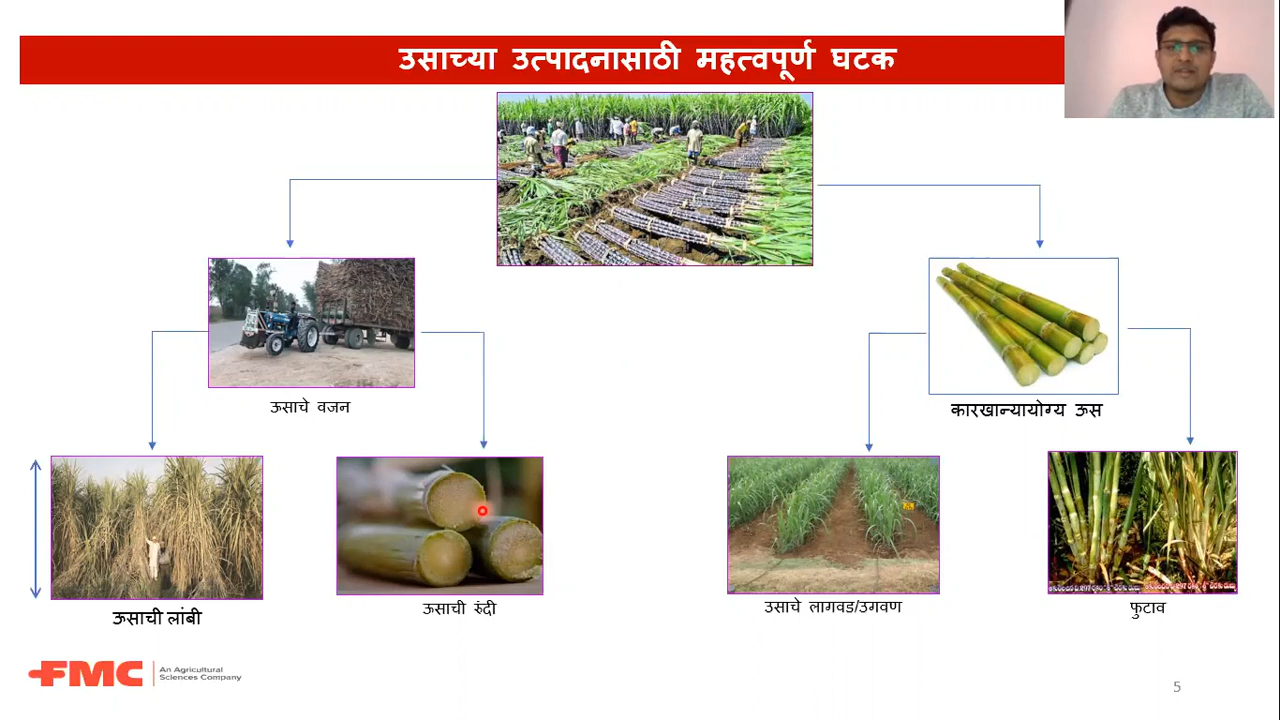 उसाच्या उत्पादनासाठी महत्वपूर्ण घटक
ऊसाचे वजन
कारखान्यायोग्य ऊस
ऊसाची लांबी
ऊसाची रुंदी
उसाचे लागवड/उगवण
फुटाव
FMC
An Agricultural
Sciences Company
5